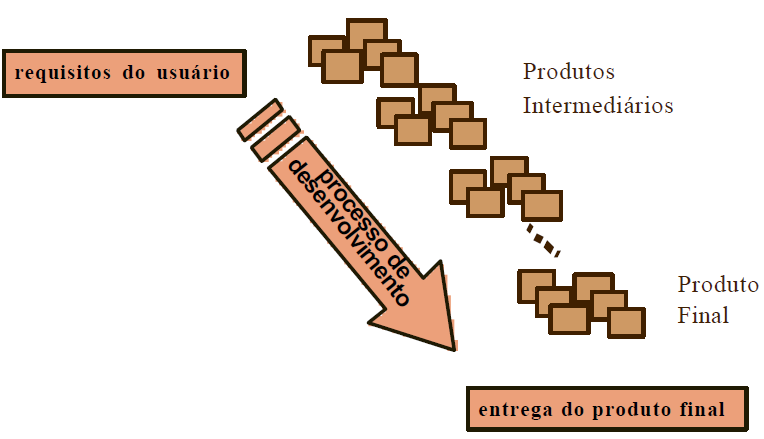 requisitos do usuário
Produtos
Intermediários
processo de
desenvolvimento
Produto
Final
entrega do produto final